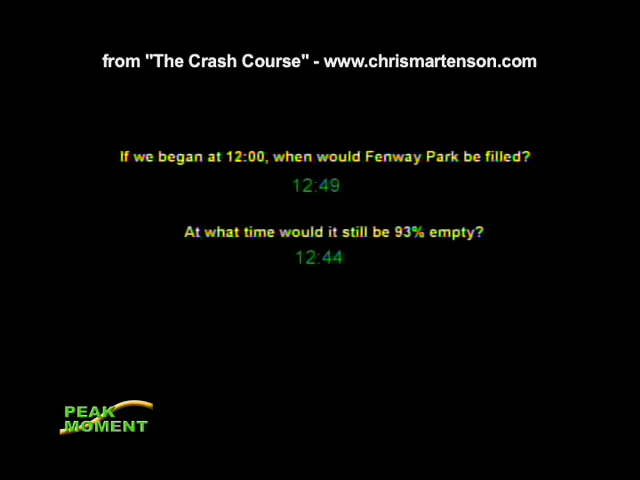 from "The Crash Course" - www.chrismartenson.com
If we began at 12:00, when would Fenway Park be filled?
12:49
At what time would it still be 93% empty?
12:44
PEAK
MOMENT